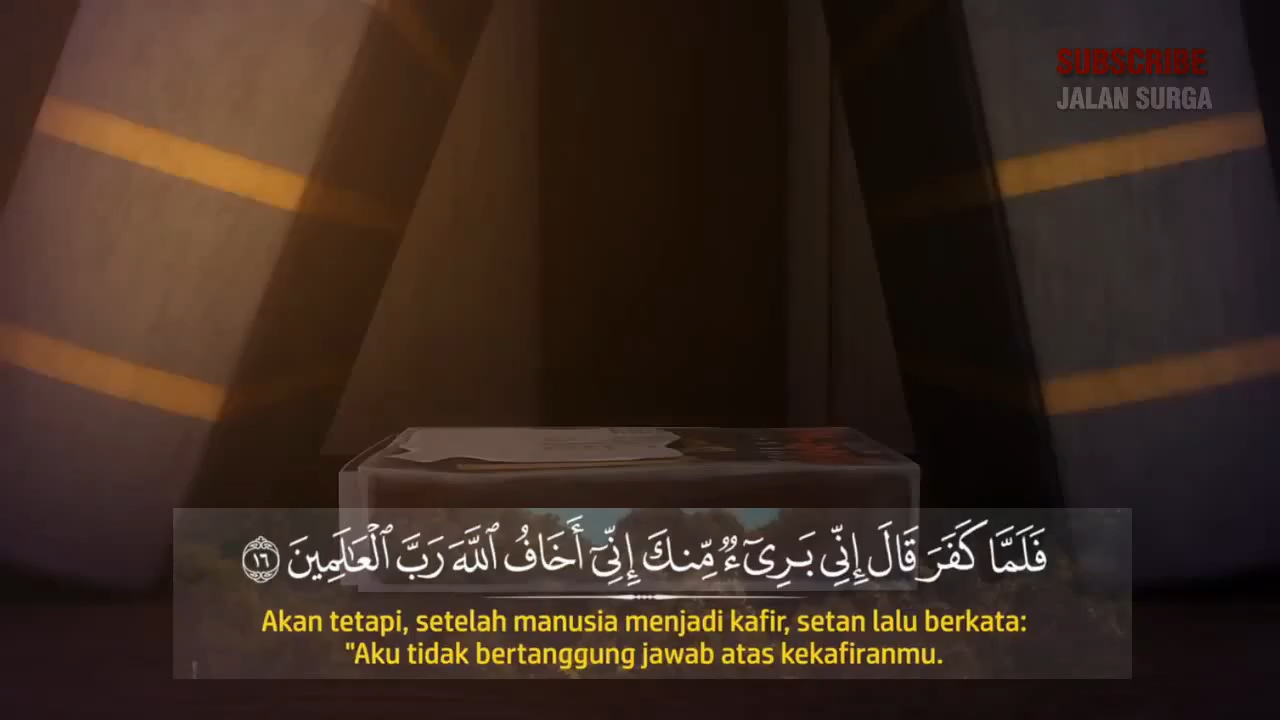 SUBSCRIBE
JALAN SURGA
فَلَمَّا كَفَرَ قَالَ إِنِّى بَرِىٓءٌۭ مِّنكَ إِنِّىٓ أَخَافُ ٱللَّهَ رَبَّ ٱلْعَـٰلَمِينَ ١٦
Akan tetapi, setelah manusia menjadi kafir, setan lalu berkata:
"Aku tidak bertanggung jawab atas kekafiranmu.